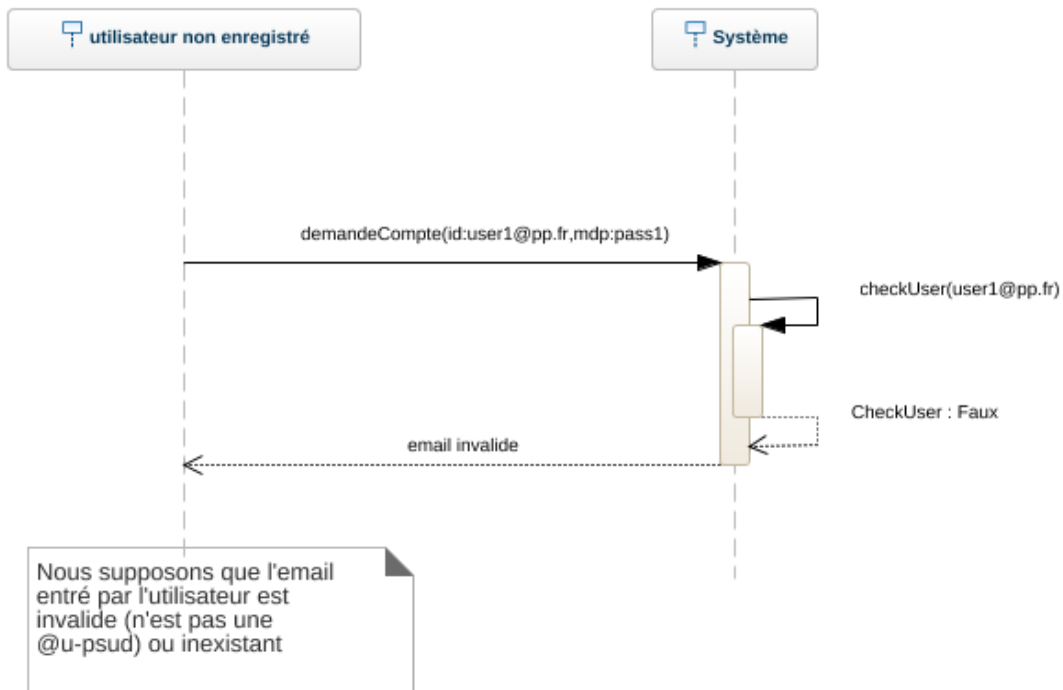 utilisateur non enregistré
Système
demandeCompte(id:user1@pp.fr,mdp:pass1)
checkUser(user1@pp.fr)
CheckUser : Faux
email invalide
Nous supposons que l'email
entré par l'utilisateur est
invalide (n'est pas une
@u-psud) ou inexistant